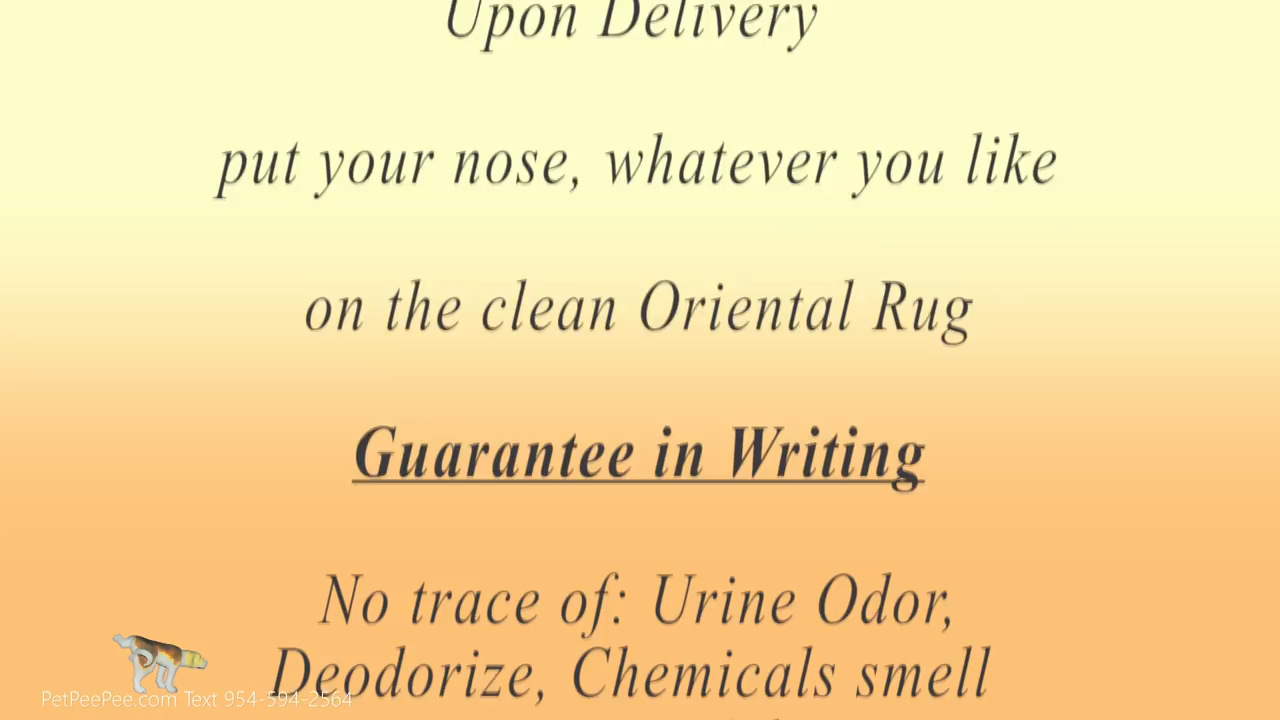 Upon Delivery
put your nose, whatever you like
on the clean Oriental Rug
Guarantee in Writing
No trace of: Urine Odor,
Deodorize, Chemicals smell
PetPeePee.com Text 954-594-2564